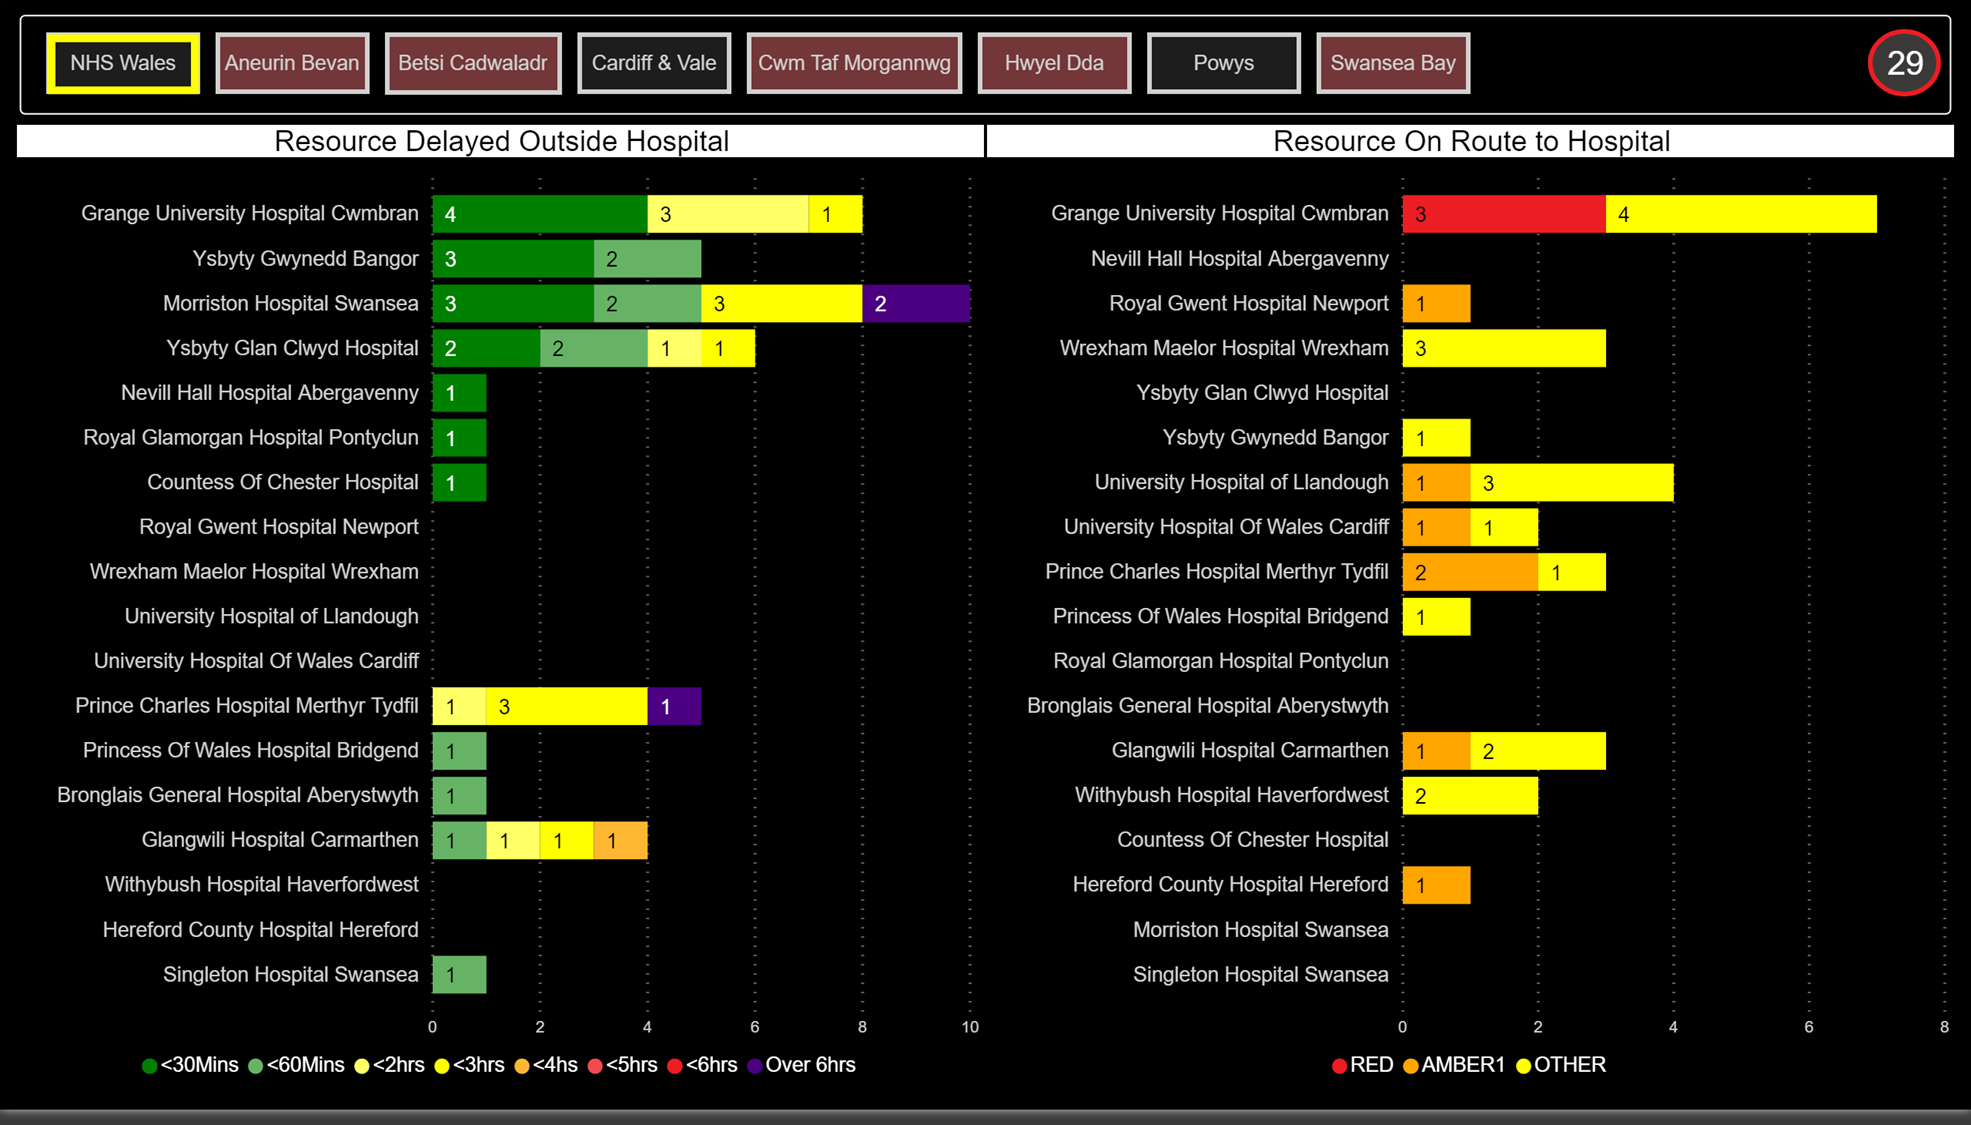 NHS Wales Aneurin Bevan Betsi Cadwaladr Cardiff & Vale Cwm Taf Morgannwg Hwyel Dda Powys Swansea Bay 29
Resource Delayed Outside Hospital
Grange University Hospital Cwmbran 4 3 1
Ysbyty Gwynedd Bangor 3 2
Morriston Hospital Swansea 3 2 3 2
Ysbyty Glan Clwyd Hospital 2 2 1 1
Nevill Hall Hospital Abergavenny 1
Royal Glamorgan Hospital Pontyclun 1
Countess Of Chester Hospital 1
Royal Gwent Hospital Newport
Wrexham Maelor Hospital Wrexham
University Hospital of Llandough
University Hospital Of Wales Cardiff
Prince Charles Hospital Merthyr Tydfil 1 3 1
Princess Of Wales Hospital Bridgend 1
Bronglais General Hospital Aberystwyth 1
Glangwili Hospital Carmarthen 1 1 1 1
Withybush Hospital Haverfordwest
Hereford County Hospital Hereford
Singleton Hospital Swansea 1
0 2 4 6 8 10
<30Mins <60Mins <2hrs <3hrs <4hs <5hrs <6hrs Over 6hrs
Resource On Route to Hospital
Grange University Hospital Cwmbran 3 4
Nevill Hall Hospital Abergavenny
Royal Gwent Hospital Newport 1
Wrexham Maelor Hospital Wrexham 3
Ysbyty Glan Clwyd Hospital
Ysbyty Gwynedd Bangor 1
University Hospital of Llandough 1 3
University Hospital Of Wales Cardiff 1 1
Prince Charles Hospital Merthyr Tydfil 2 1
Princess Of Wales Hospital Bridgend 1
Royal Glamorgan Hospital Pontyclun
Bronglais General Hospital Aberystwyth
Glangwili Hospital Carmarthen 1 2
Withybush Hospital Haverfordwest 2
Countess Of Chester Hospital
Hereford County Hospital Hereford 1
Morriston Hospital Swansea
Singleton Hospital Swansea
0 2 4 6 8
RED AMBER1 OTHER